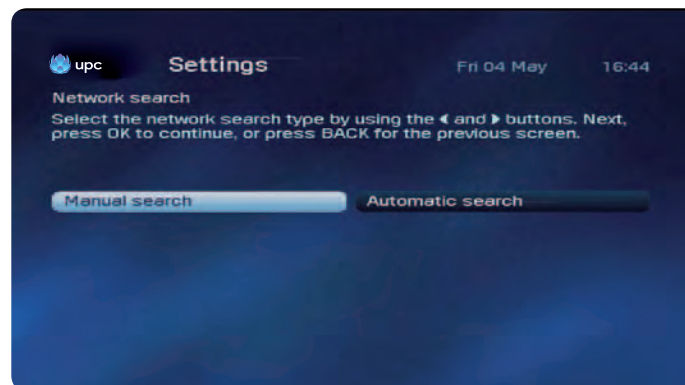 upc Settings Fri 04 May 16:44
Network search
Select the network search type by using the ◀ and ▶ buttons. Next,
press OK to continue, or press BACK for the previous screen.
Manual search Automatic search